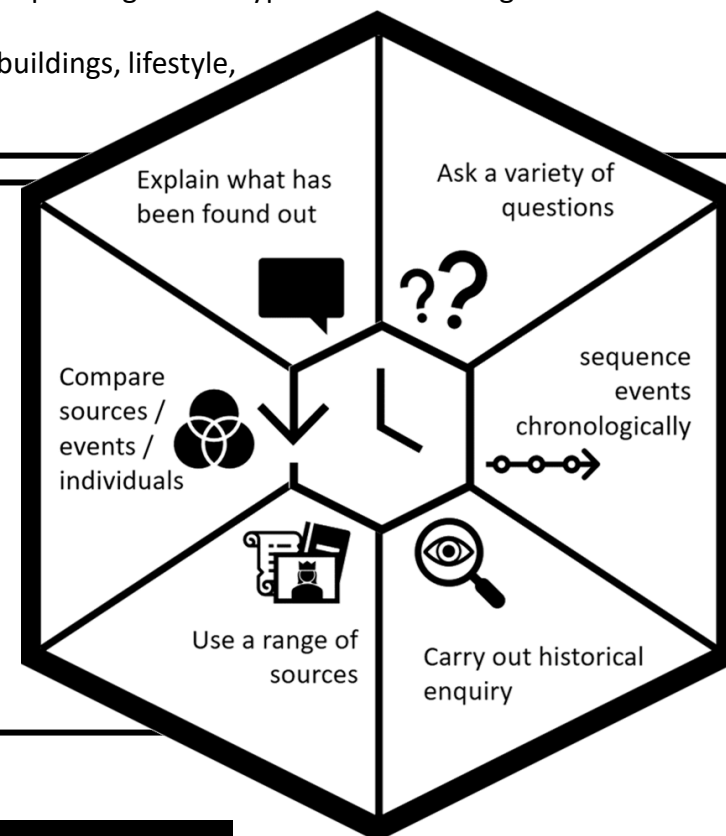 buildings, lifestyle,
Explain what has
been found out
Ask a variety of
questions
sequence
events
chronologically
Carry out historical
enquiry
Use a range of
sources
Compare
sources /
events /
individuals
??